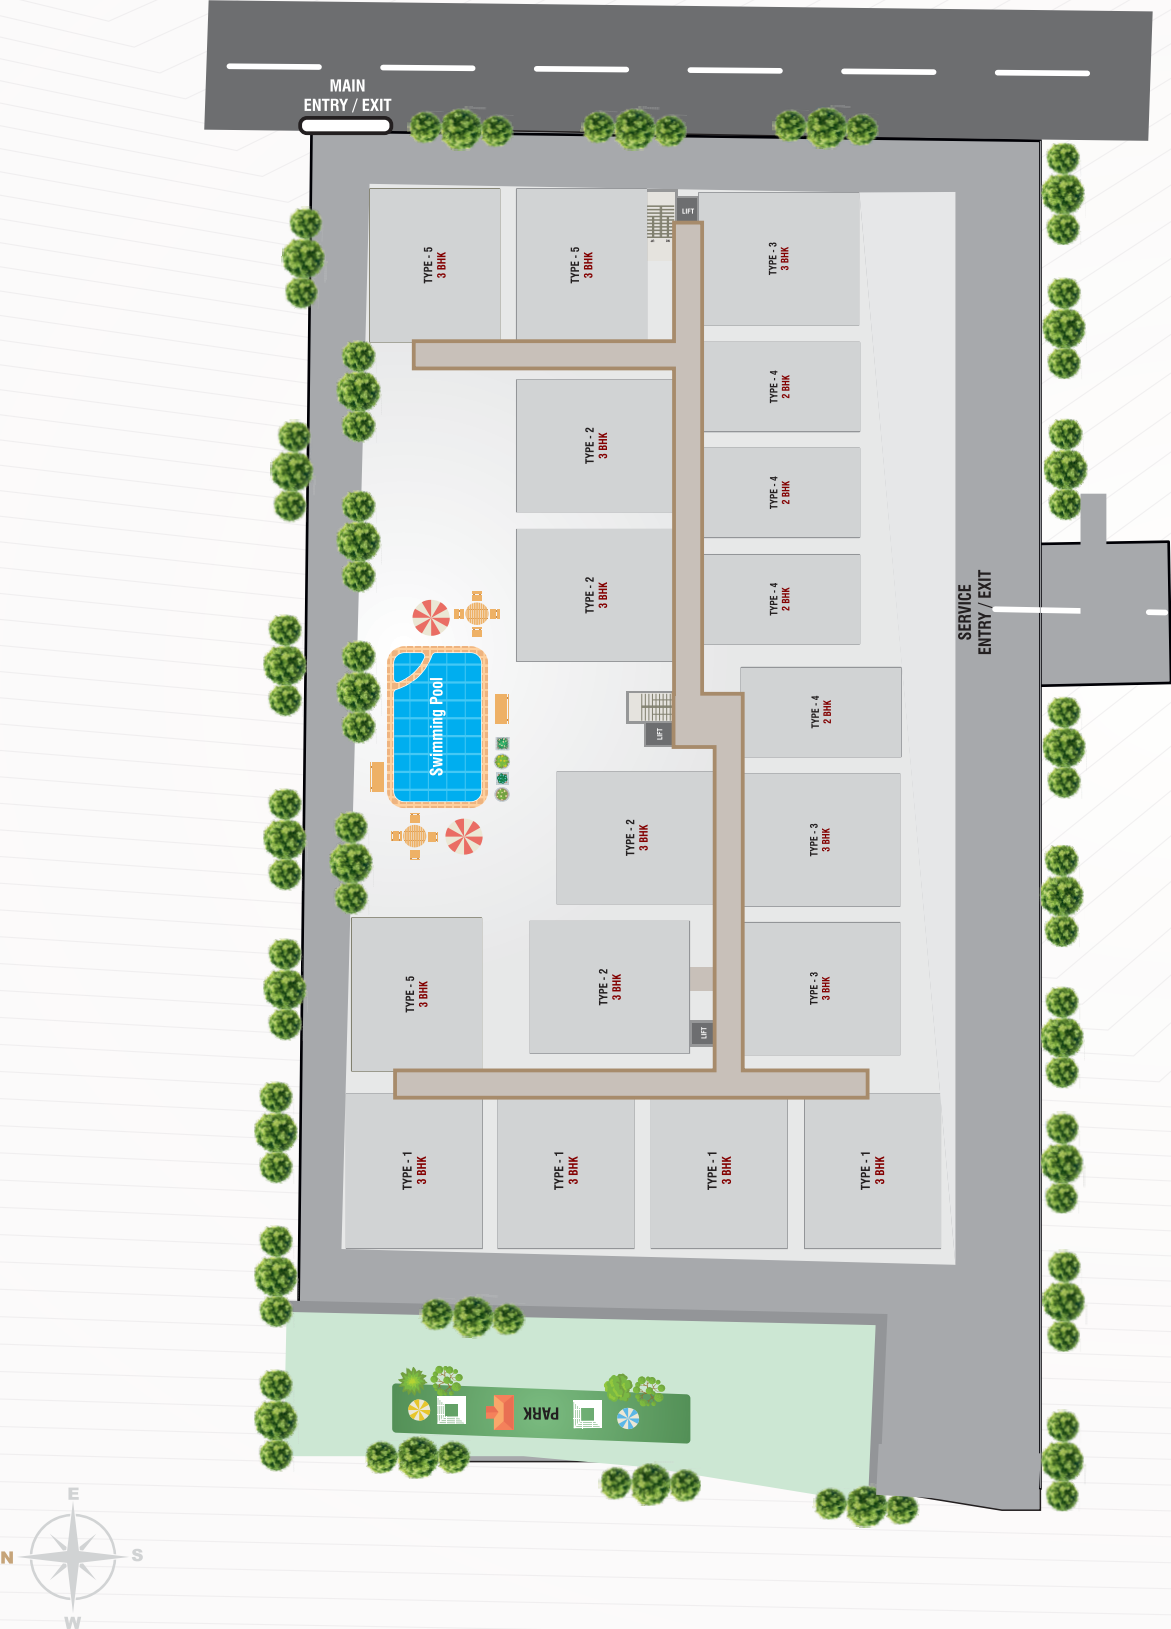 MAIN
ENTRY / EXIT
LIFT
TYPE - 5
3 BHK
TYPE - 5
3 BHK
TYPE - 3
3 BHK
TYPE - 4
2 BHK
TYPE - 2
3 BHK
TYPE - 4
2 BHK
TYPE - 2
3 BHK
TYPE - 4
2 BHK
SERVICE
ENTRY / EXIT
Swimming Pool
LIFT
TYPE - 4
2 BHK
TYPE - 2
3 BHK
TYPE - 3
3 BHK
TYPE - 5
3 BHK
TYPE - 2
3 BHK
TYPE - 3
3 BHK
LIFT
TYPE - 1
3 BHK
TYPE - 1
3 BHK
TYPE - 1
3 BHK
TYPE - 1
3 BHK
PARK
E
N
S
W